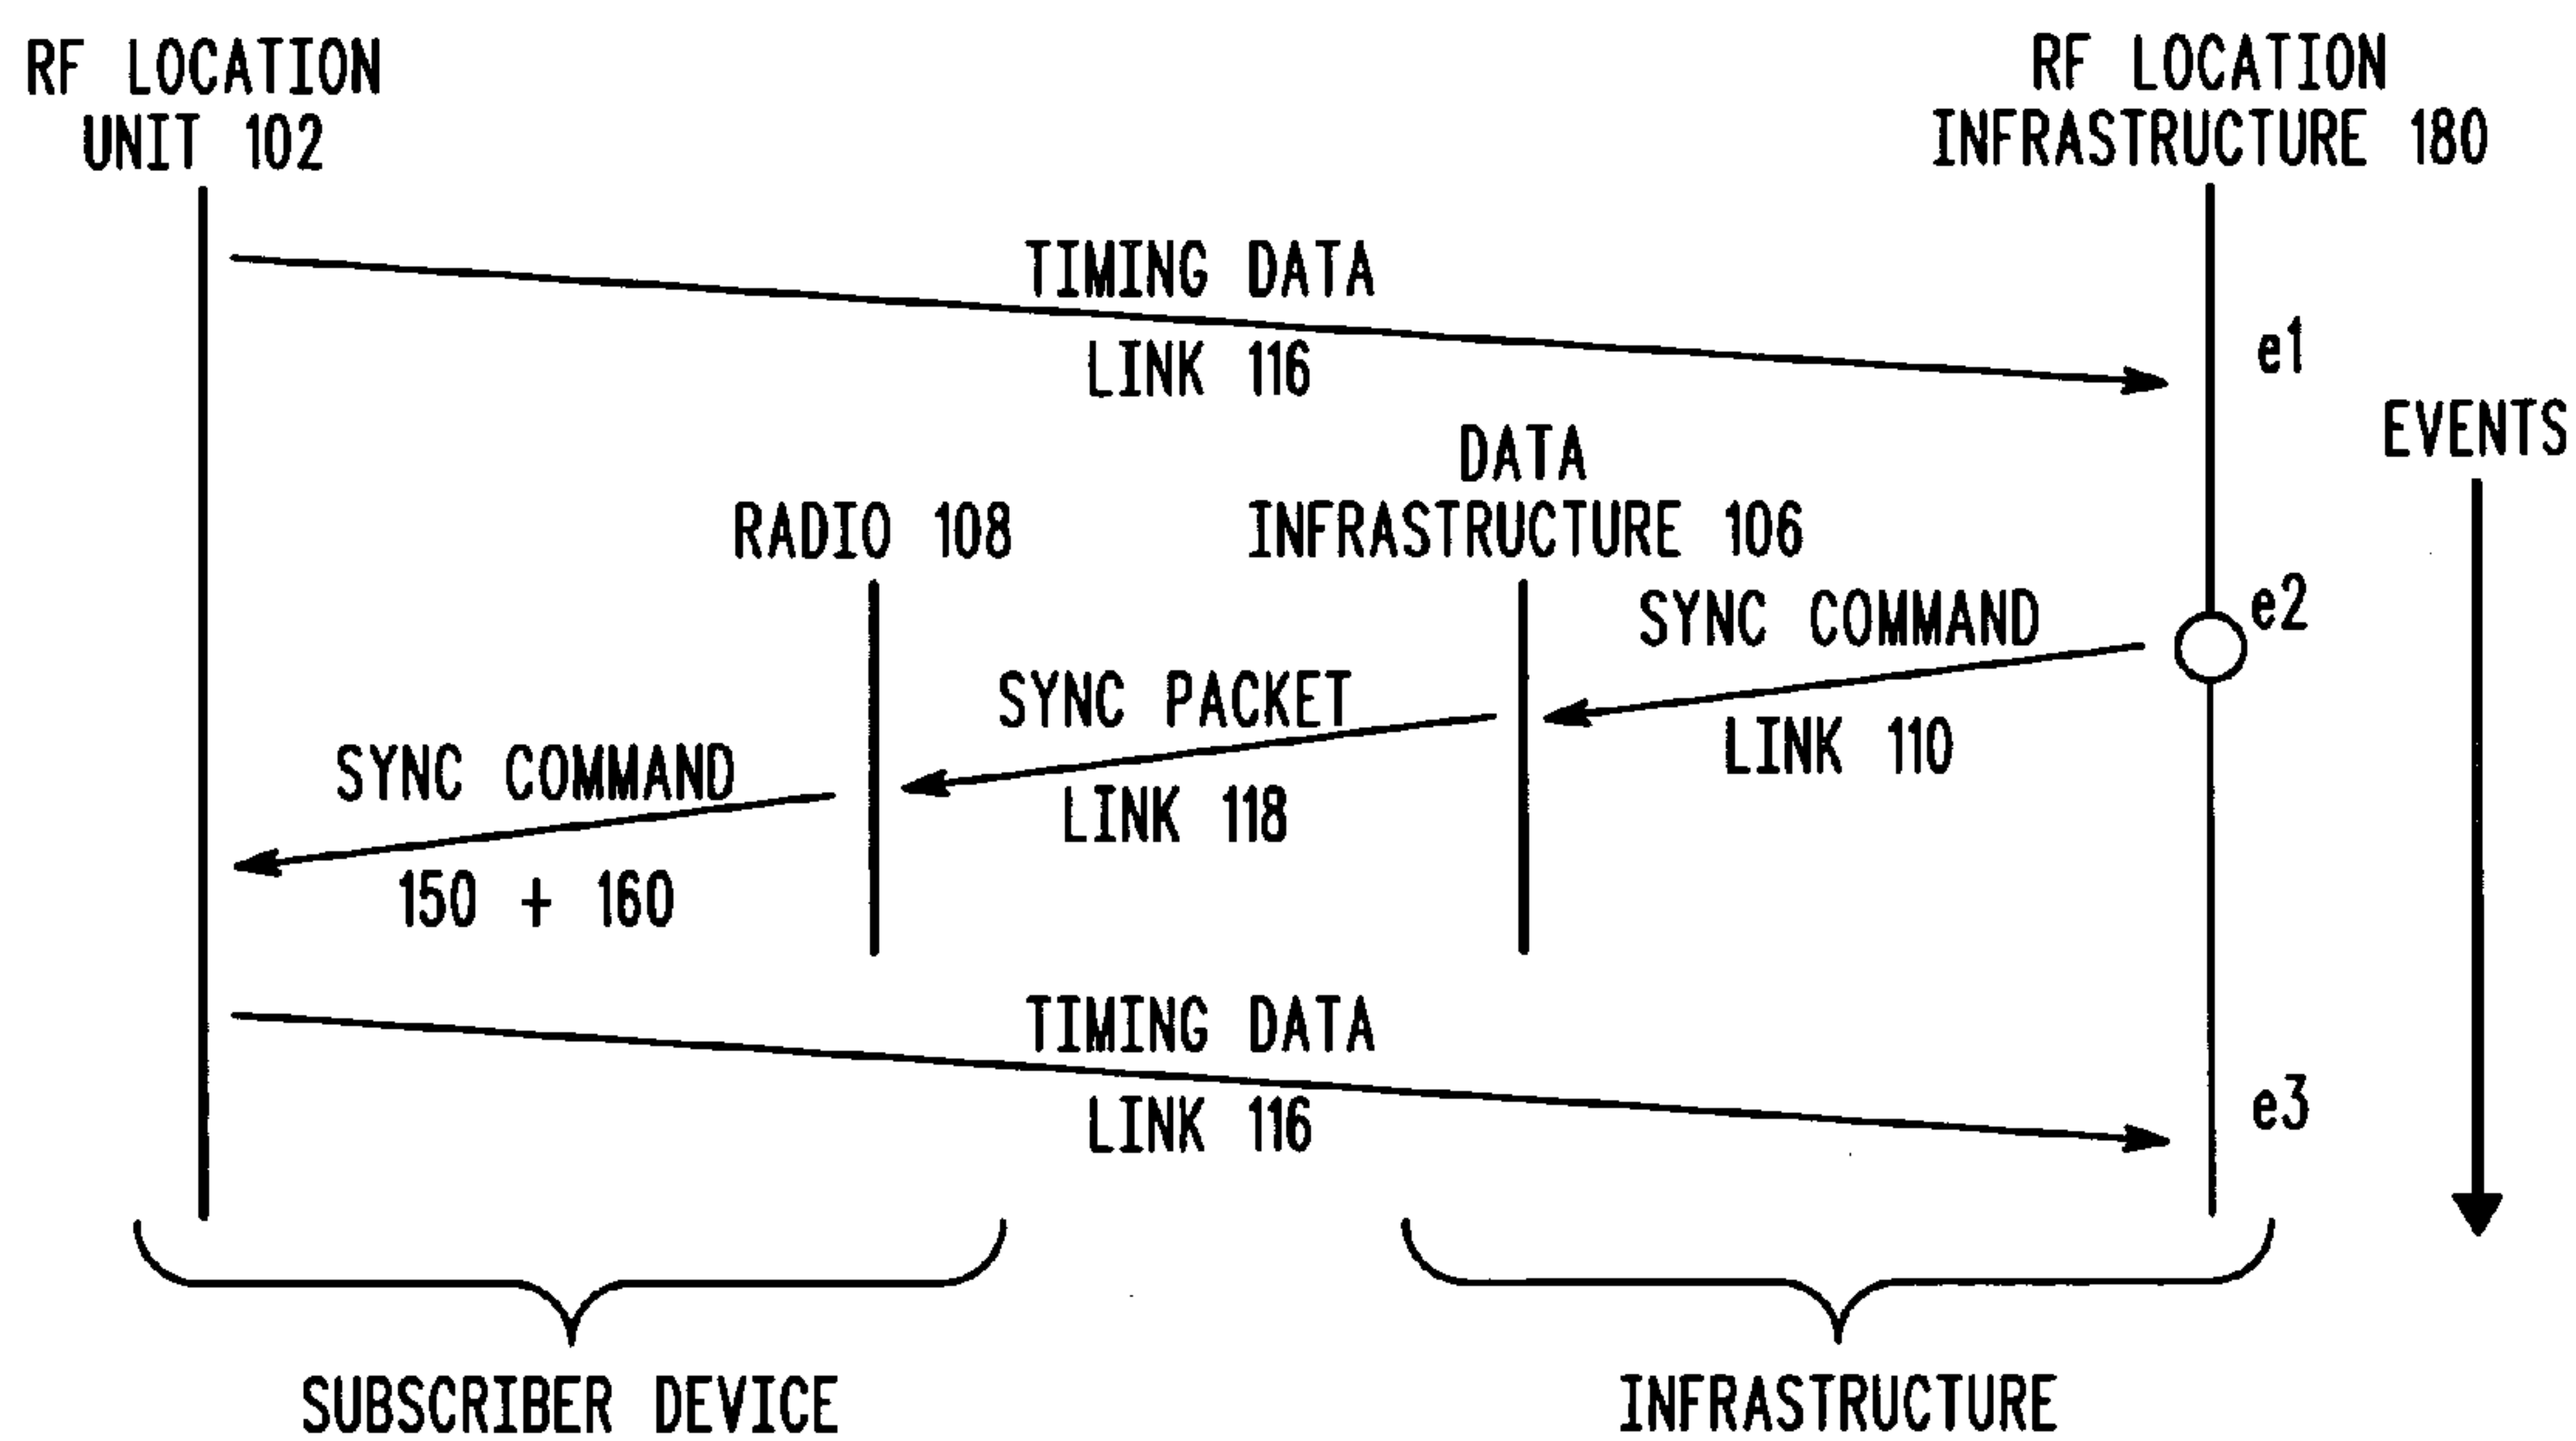 RF LOCATION
UNIT 102
RF LOCATION
INFRASTRUCTURE 180
TIMING DATA
LINK 116
e1
EVENTS
RADIO 108
DATA
INFRASTRUCTURE 106
e2
SYNC COMMAND
LINK 110
SYNC PACKET
LINK 118
SYNC COMMAND
150 + 160
TIMING DATA
LINK 116
e3
SUBSCRIBER DEVICE
INFRASTRUCTURE